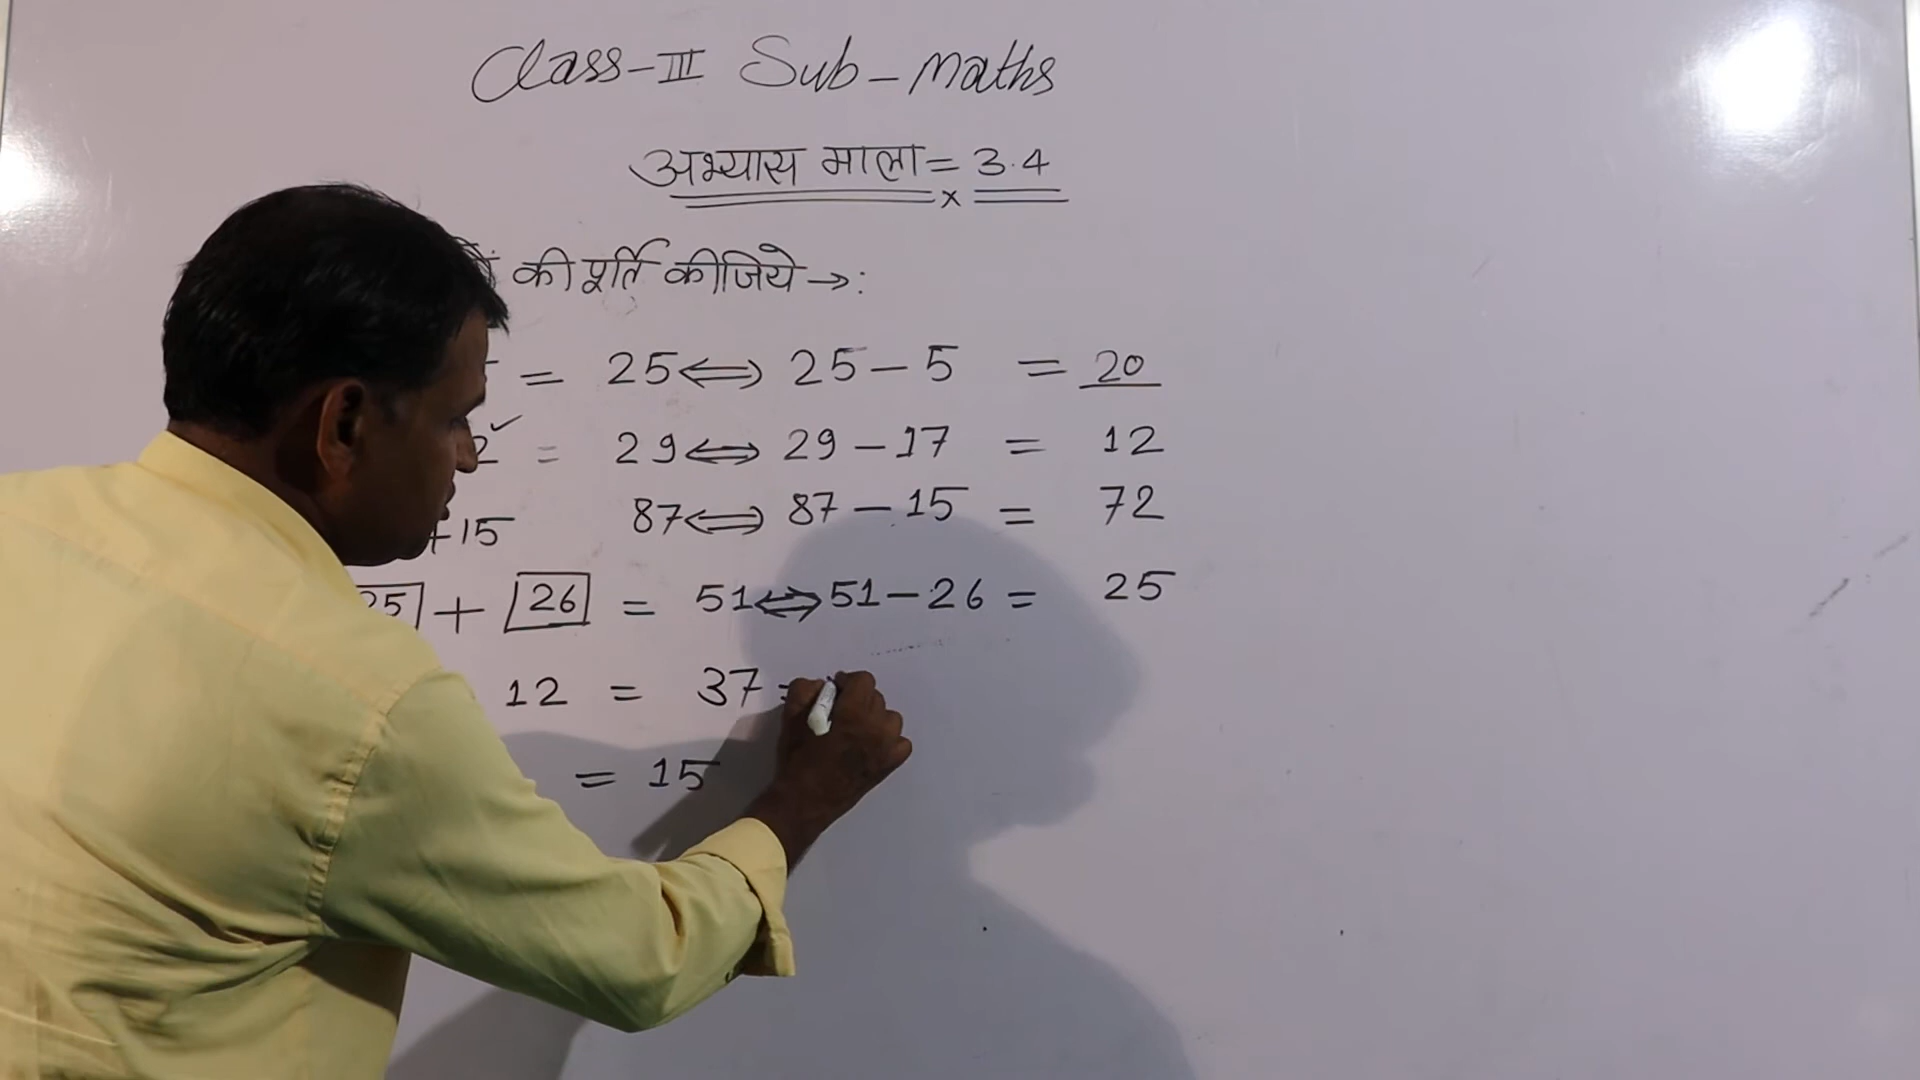 Class-III Sub-Maths
अभ्यास माला = 3.4
x
की पूर्ति कीजिये →:
= 25 ⟺ 25 - 5 = 20
2 ✓ = 29 ⟺ 29 - 17 = 12
+15 87 ⟺ 87 - 15 = 72
25 + 26 = 51 ⟺ 51 - 26 = 25
12 = 37 =
= 15